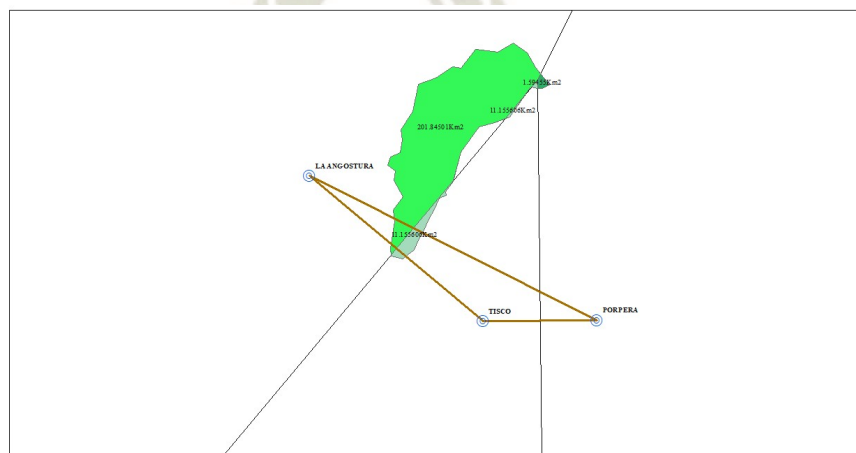 1.59455Km2
11.155606Km2
201.84501Km2
LA ANGOSTURA
11.155606Km2
TISCO
PORPERA